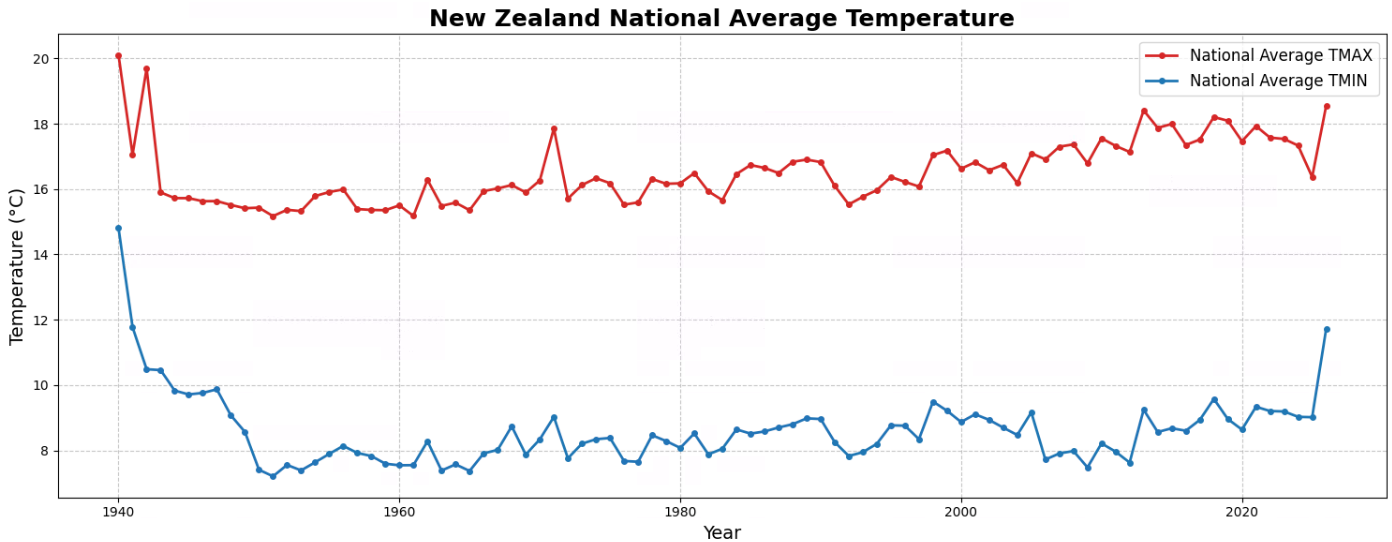 New Zealand National Average Temperature
National Average TMAX
National Average TMIN
Temperature (°C)
20
18
16
14
12
10
8
1940
1960
1980
2000
2020
Year